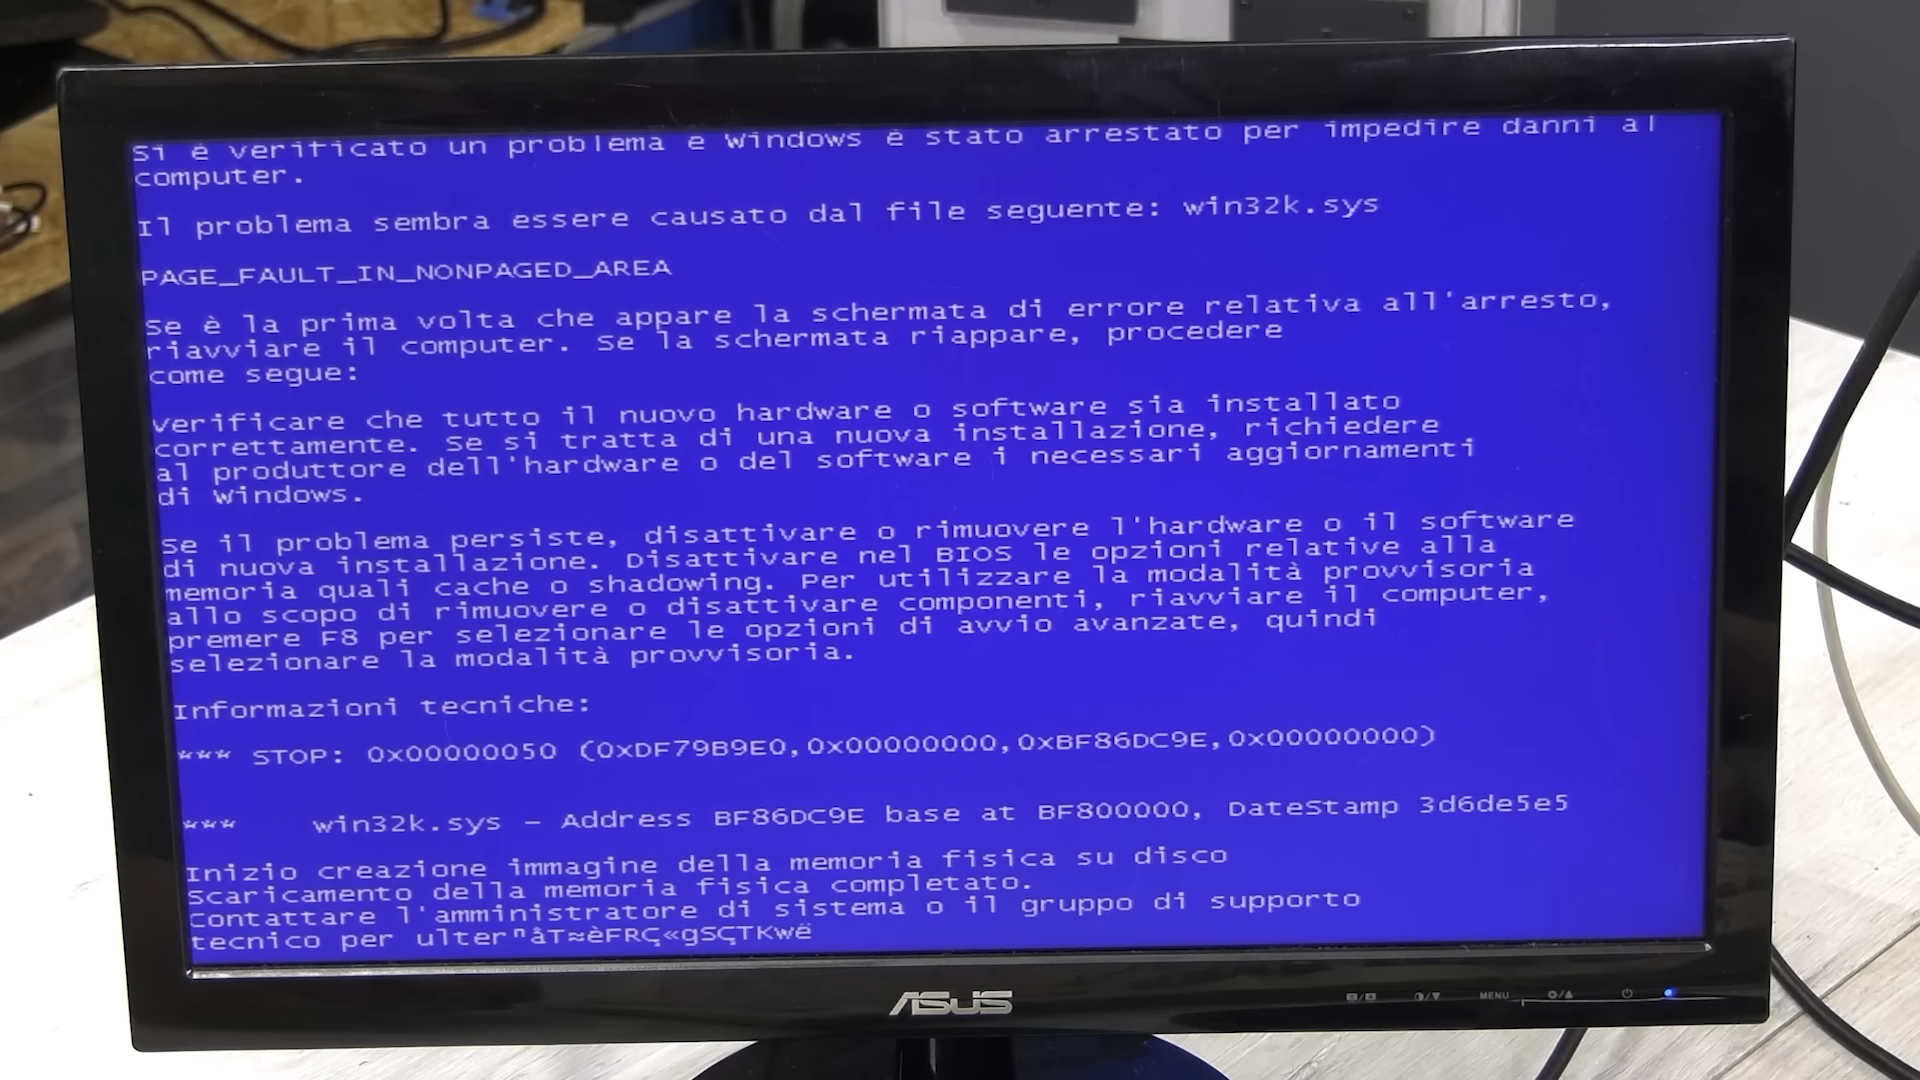 Si è verificato un problema e Windows è stato arrestato per impedire danni al
computer.
Il problema sembra essere causato dal file seguente: win32k.sys
PAGE_FAULT_IN_NONPAGED_AREA
Se è la prima volta che appare la schermata di errore relativa all'arresto,
riavviare il computer. Se la schermata riappare, procedere
come segue:
Verificare che tutto il nuovo hardware o software sia installato
correttamente. Se si tratta di una nuova installazione, richiedere
al produttore dell'hardware o del software i necessari aggiornamenti
di Windows.
Se il problema persiste, disattivare o rimuovere l'hardware o il software
di nuova installazione. Disattivare nel BIOS le opzioni relative alla
memoria quali cache o shadowing. Per utilizzare la modalità provvisoria
allo scopo di rimuovere o disattivare componenti, riavviare il computer,
premere F8 per selezionare le opzioni di avvio avanzate, quindi
selezionare la modalità provvisoria.
Informazioni tecniche:
*** STOP: 0x00000050 (0xDF79B9E0,0x00000000,0xBF86DC9E,0x00000000)
*** win32k.sys – Address BF86DC9E base at BF800000, DateStamp 3d6de5e5
Inizio creazione immagine della memoria fisica su disco
Scaricamento della memoria fisica completato.
Contattare l'amministratore di sistema o il gruppo di supporto
tecnico per ulterⁿåT≈èFRÇ«gSÇTKwë
ASUS
MENU